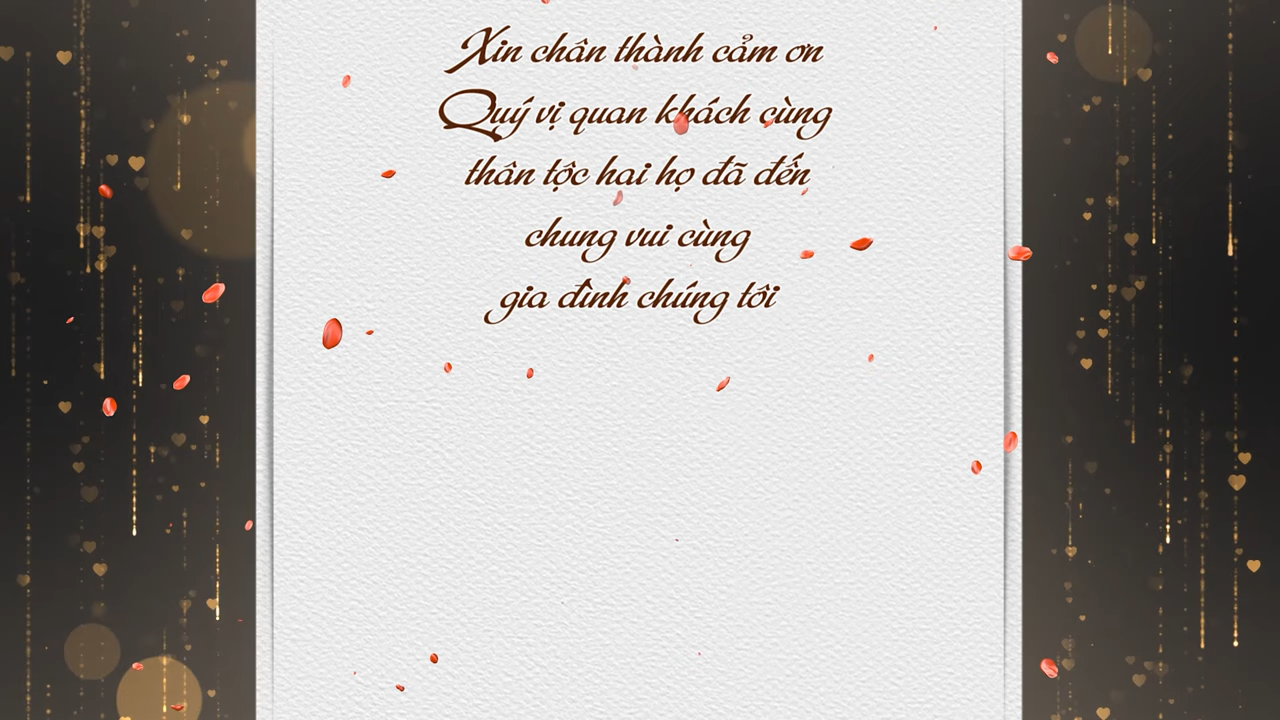 Xin chân thành cảm ơn
Quý vị quan khách cùng
thân tộc hai họ đã đến
chung vui cùng
gia đình chúng tôi